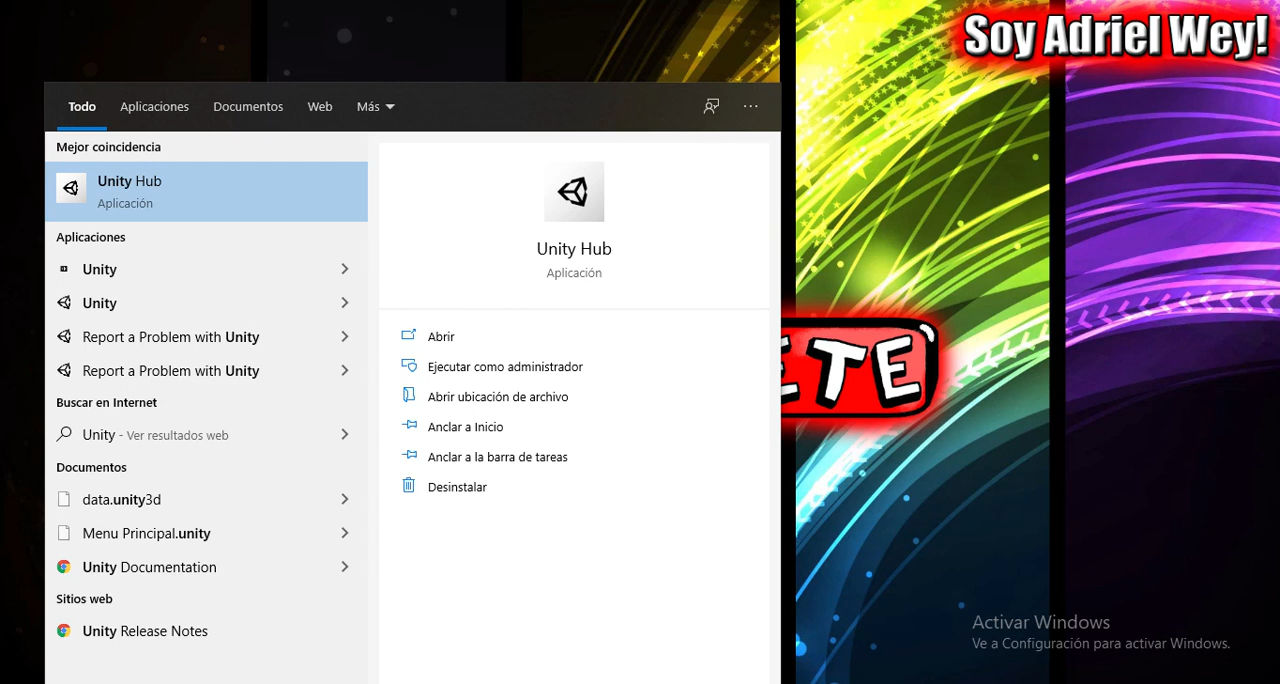 Soy Adriel Wey!
Todo
Aplicaciones
Documentos
Web
Más
Mejor coincidencia
Unity Hub
Aplicación
Aplicaciones
Unity
Unity
Report a Problem with Unity
Report a Problem with Unity
Buscar en Internet
Unity - Ver resultados web
Documentos
data.unity3d
Menu Principal.unity
Unity Documentation
Sitios web
Unity Release Notes
Unity Hub
Aplicación
Abrir
Ejecutar como administrador
Abrir ubicación de archivo
Anclar a Inicio
Anclar a la barra de tareas
Desinstalar
Activar Windows
Ve a Configuración para activar Windows.